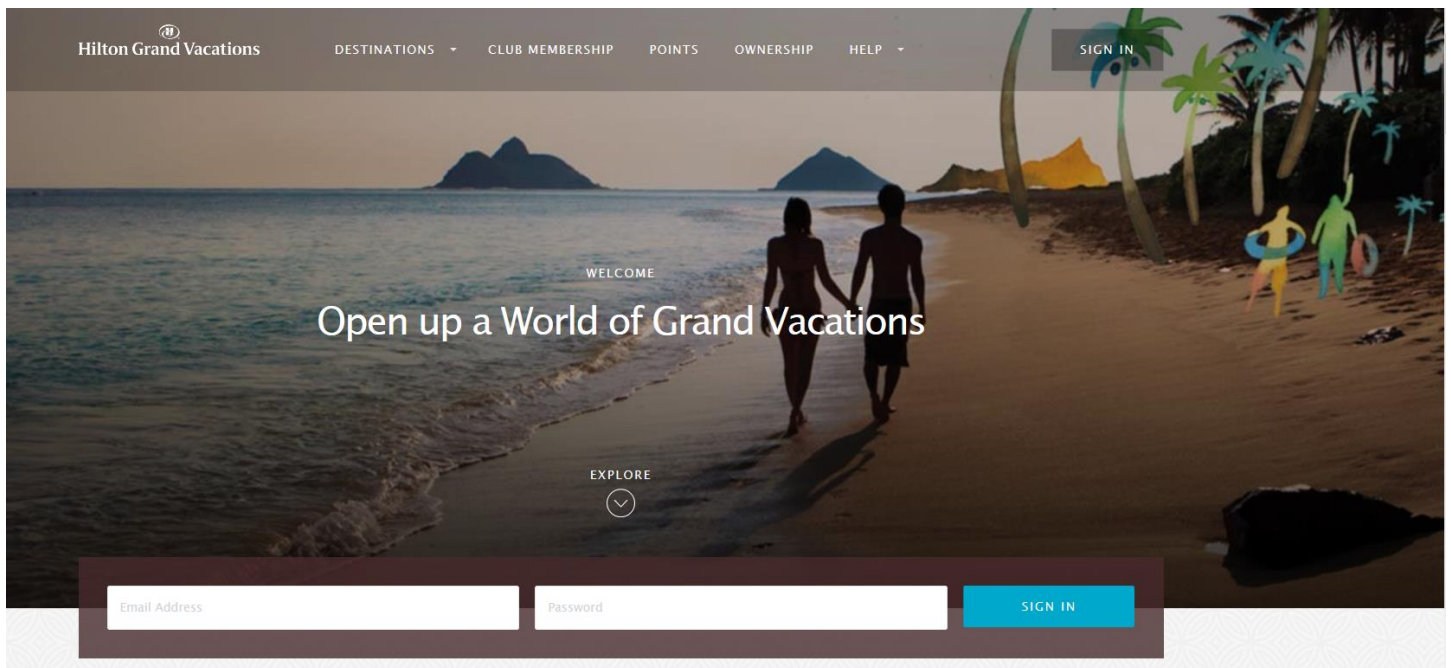 Hilton Grand Vacations
DESTINATIONS CLUB MEMBERSHIP POINTS OWNERSHIP HELP SIGN IN
WELCOME
Open up a World of Grand Vacations
EXPLORE
Email Address Password SIGN IN